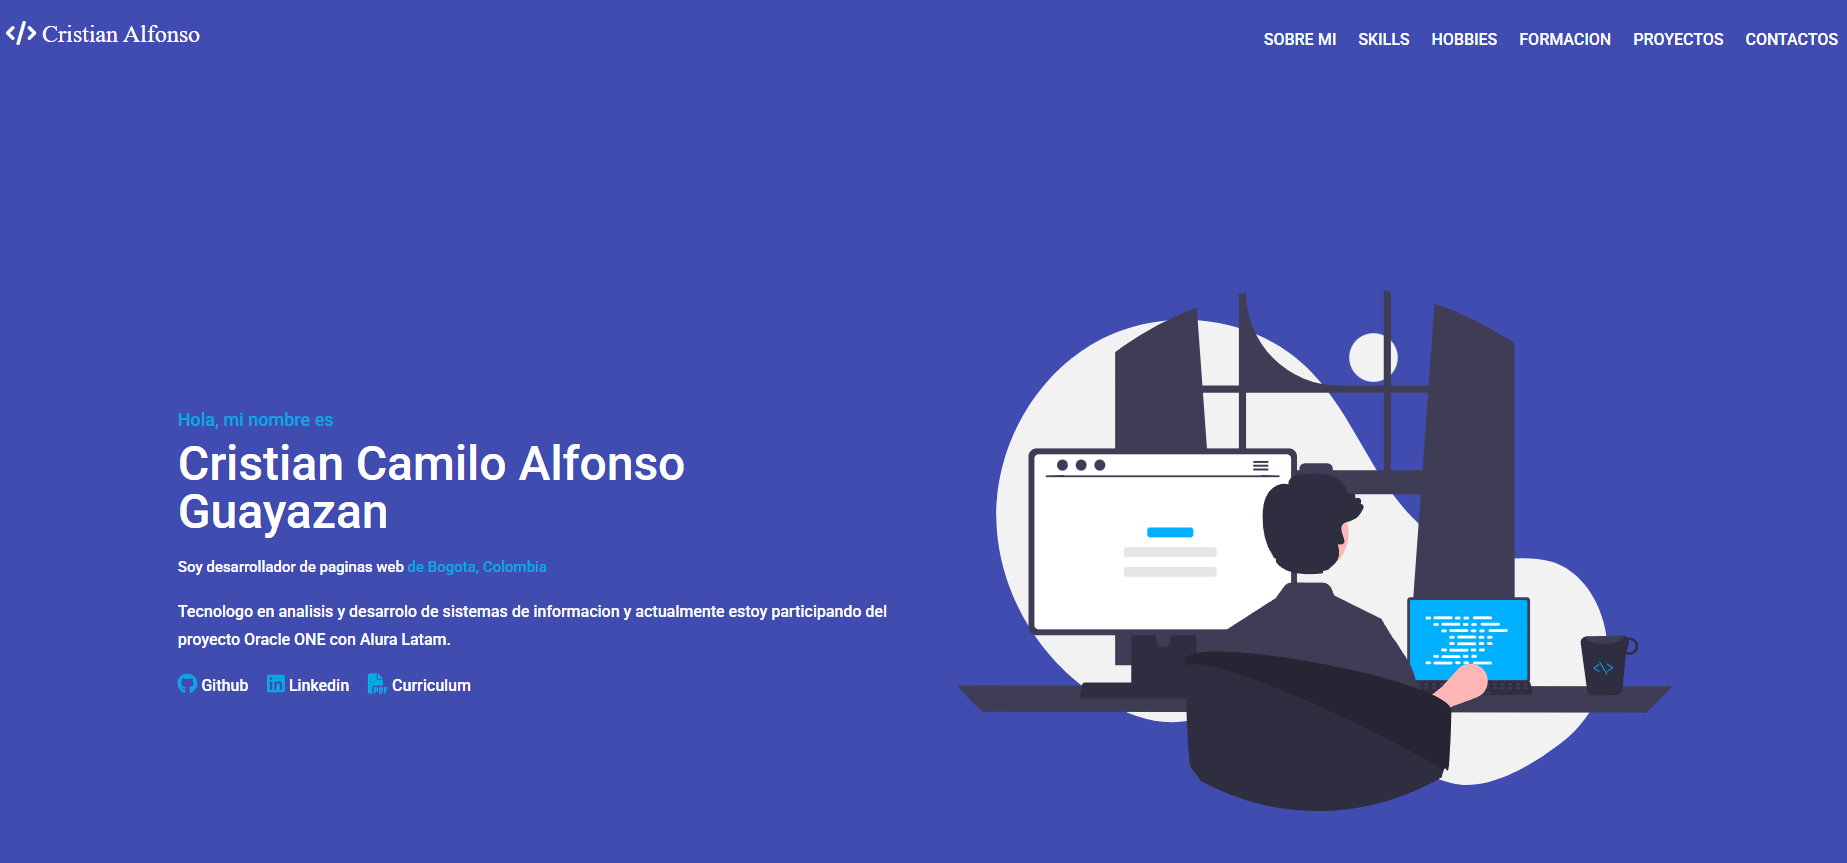 </> Cristian Alfonso
SOBRE MI SKILLS HOBBIES FORMACION PROYECTOS CONTACTOS
Hola, mi nombre es
Cristian Camilo Alfonso
Guayazan
Soy desarrollador de paginas web de Bogota, Colombia
Tecnologo en analisis y desarrolo de sistemas de informacion y actualmente estoy participando del
proyecto Oracle ONE con Alura Latam.
Github Linkedin Curriculum